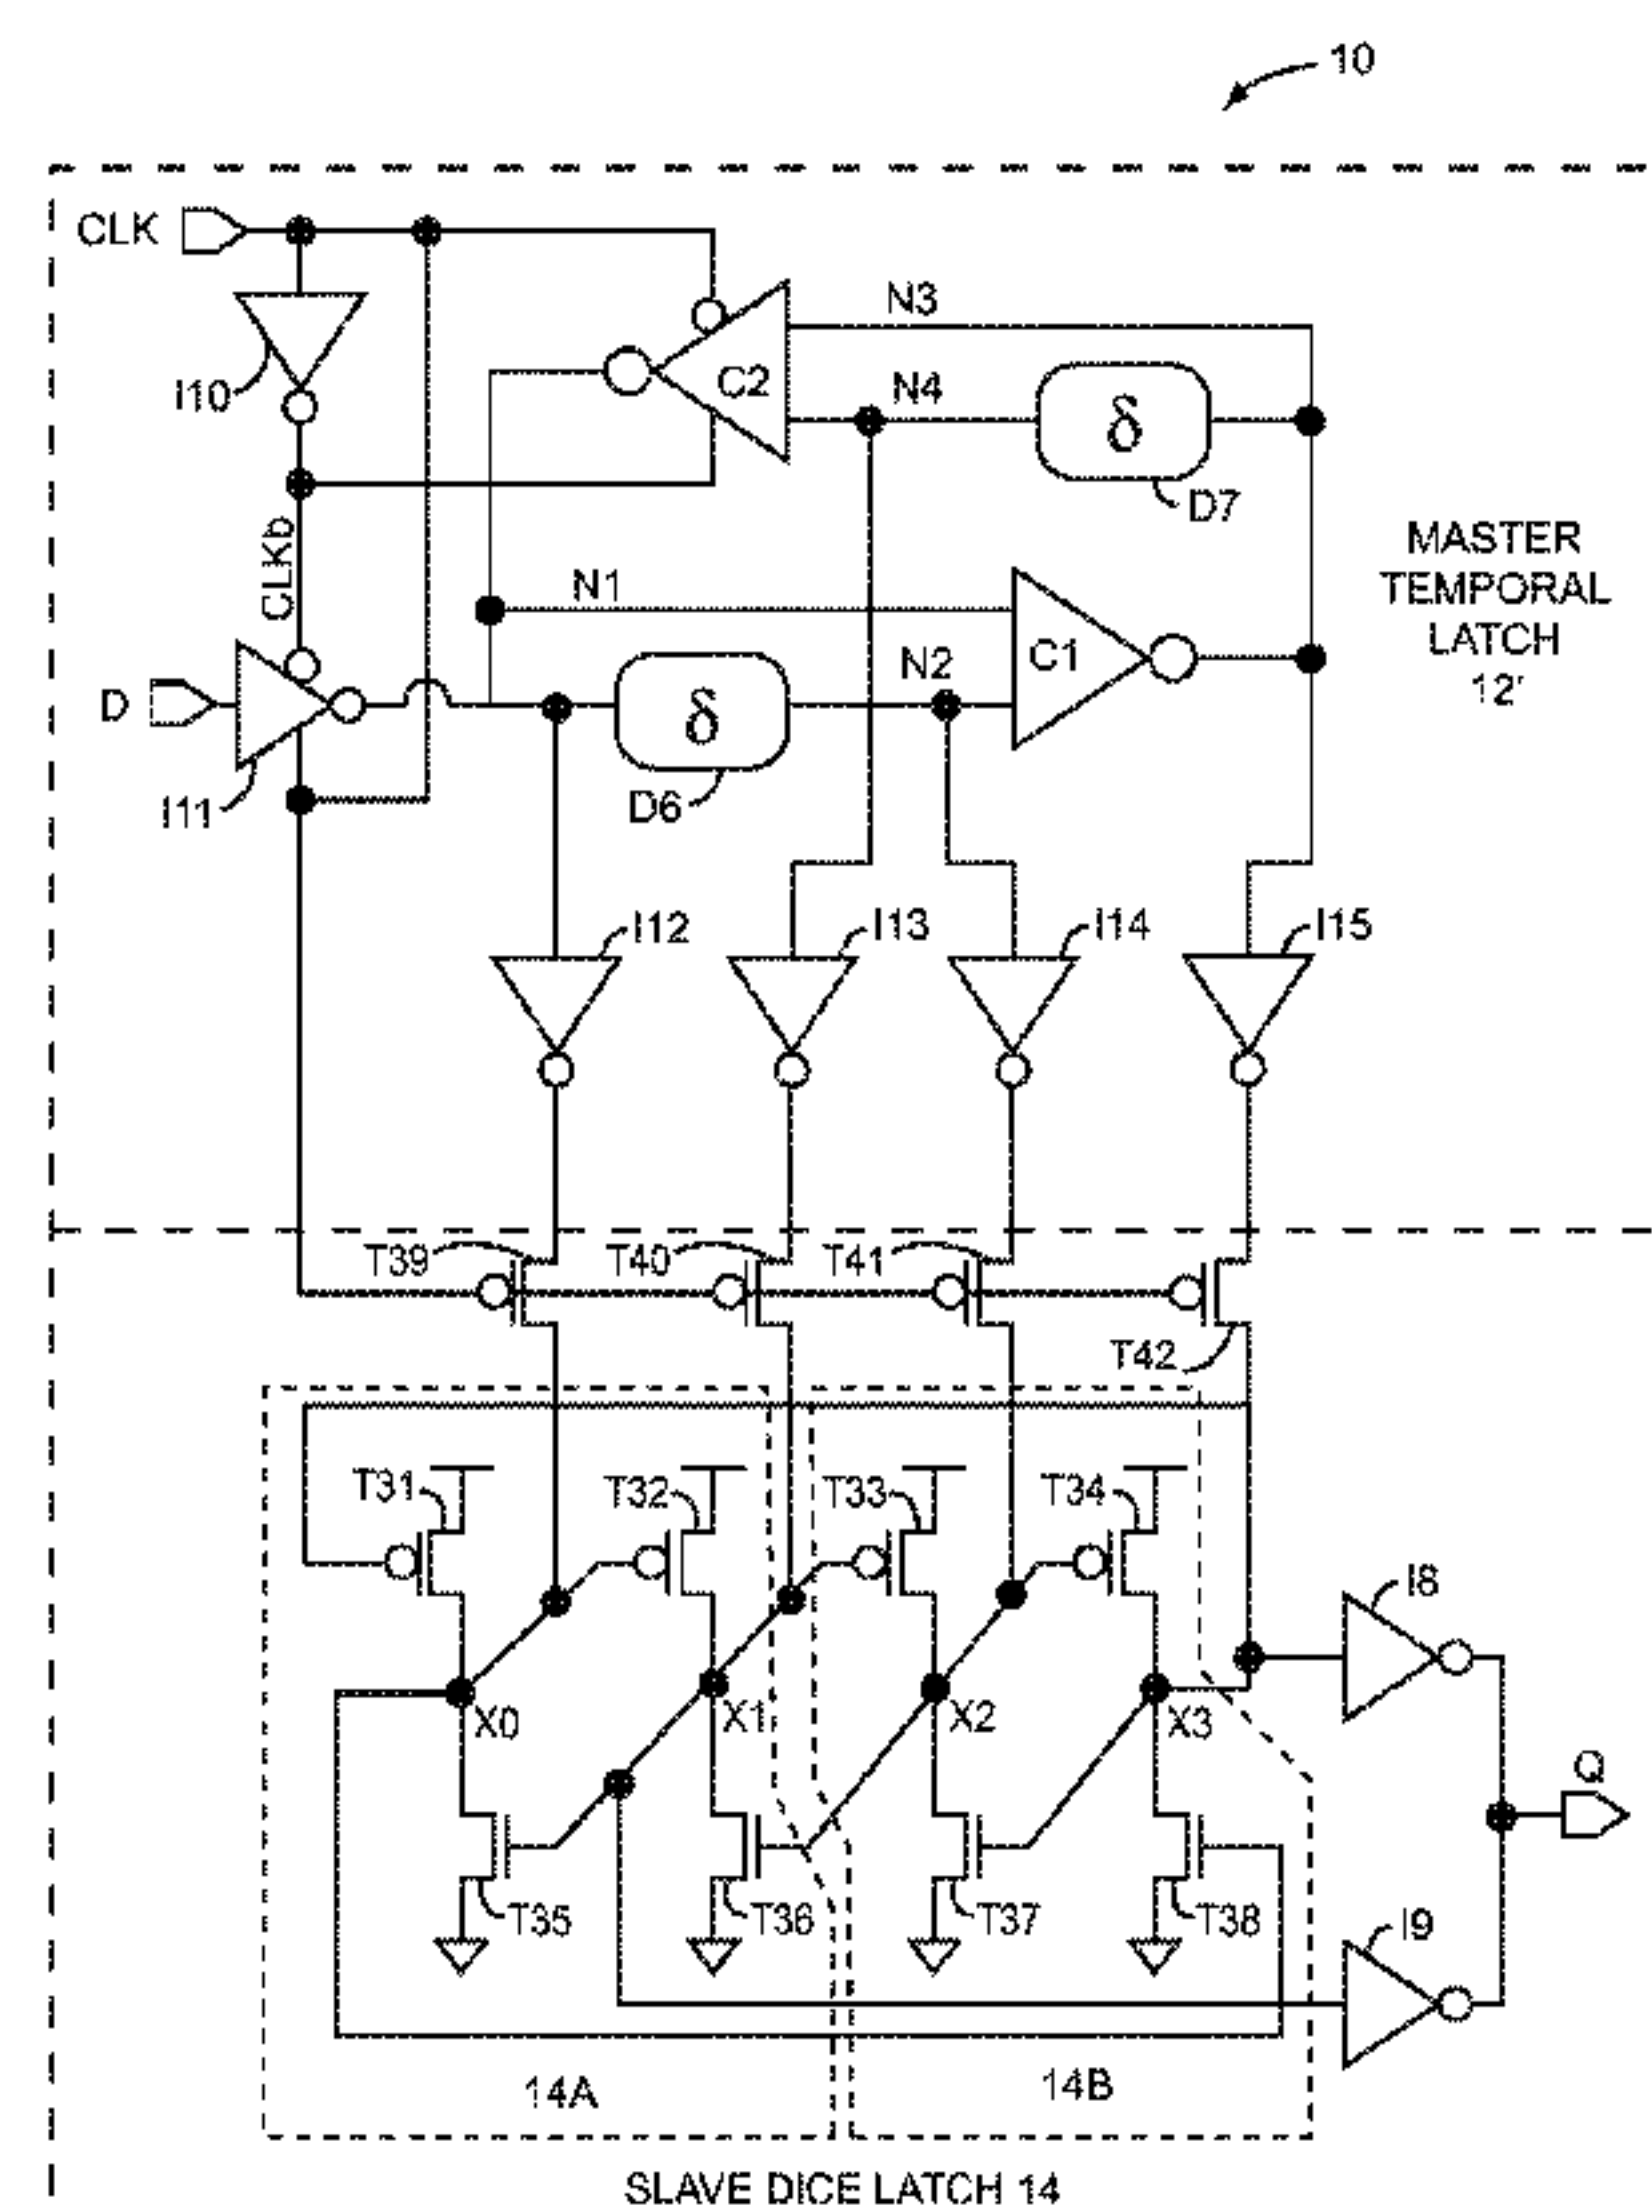 10
CLK
N3
C2
N4
δ
I10
D7
CLKb
MASTER
TEMPORAL
LATCH
12'
N1
C1
N2
D
δ
I11
D6
I12
I13
I14
I15
T39
T40
T41
T42
T31
T32
T33
T34
I8
X0
X1
X2
X3
Q
T35
T36
T37
T38
I9
14A
14B
SLAVE DICE LATCH 14